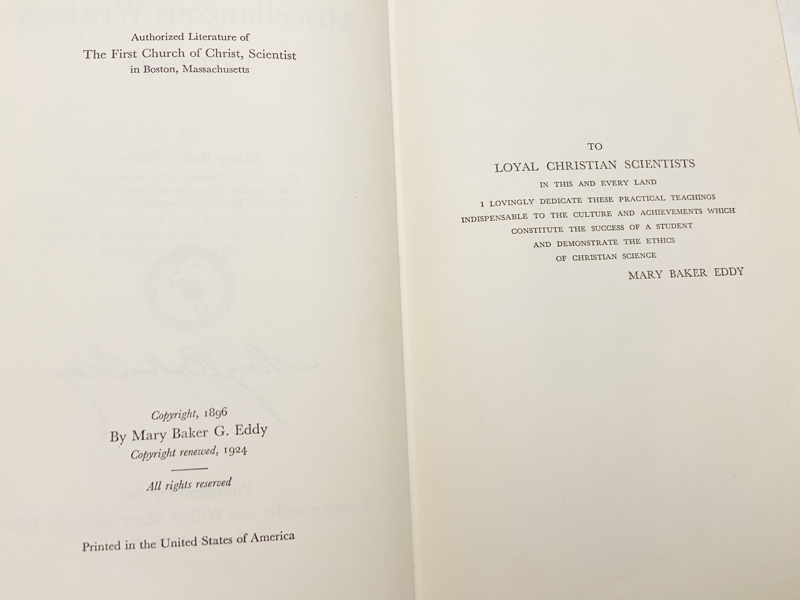 Authorized Literature of
The First Church of Christ, Scientist
in Boston, Massachusetts
Copyright, 1896
By Mary Baker G. Eddy
Copyright renewed, 1924
All rights reserved
Printed in the United States of America
TO
LOYAL CHRISTIAN SCIENTISTS
IN THIS AND EVERY LAND
I LOVINGLY DEDICATE THESE PRACTICAL TEACHINGS
INDISPENSABLE TO THE CULTURE AND ACHIEVEMENTS WHICH
CONSTITUTE THE SUCCESS OF A STUDENT
AND DEMONSTRATE THE ETHICS
OF CHRISTIAN SCIENCE
MARY BAKER EDDY